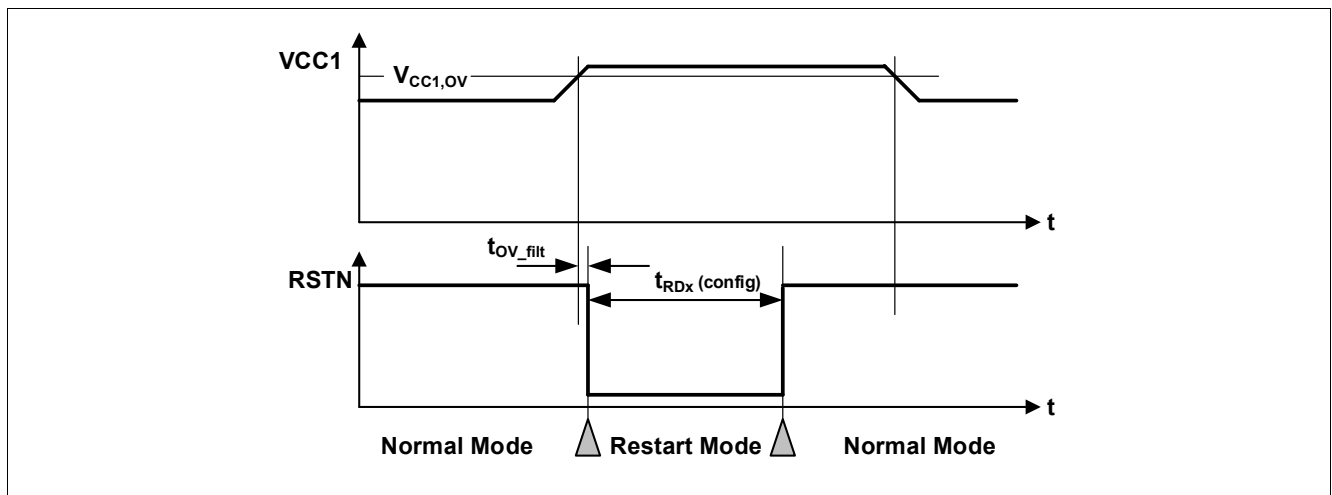 VCC1
VCC1,OV
t
tOV_filt
tRDx (config)
RSTN
t
Normal Mode
Restart Mode
Normal Mode